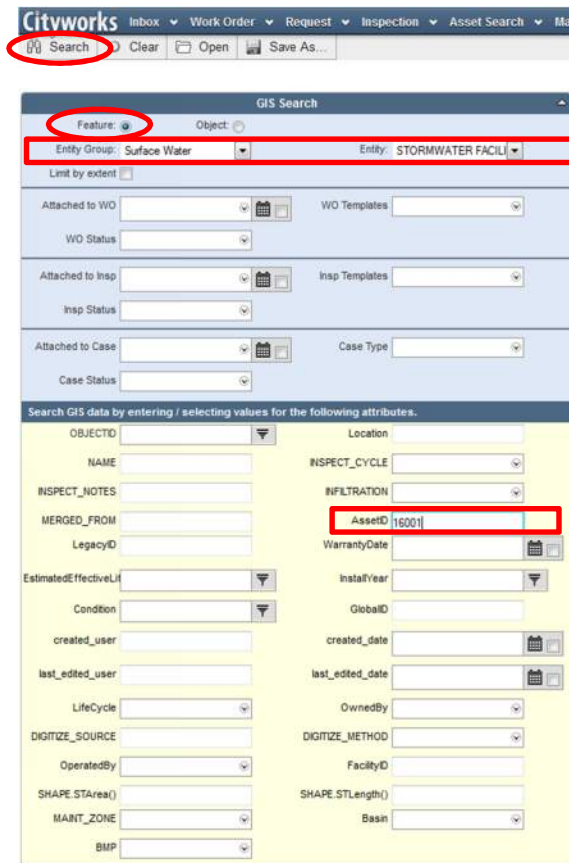 Cityworks Inbox Work Order Request Inspection Asset Search
Search Clear Open Save As...
GIS Search
Feature: Object:
Entity Group: Surface Water Entity: STORMWATER FACILI
Limit by extent
Attached to WO WO Templates
WO Status
Attached to Insp Insp Templates
Insp Status
Attached to Case Case Type
Case Status
Search GIS data by entering / selecting values for the following attributes.
OBJECTID Location
NAME INSPECT_CYCLE
INSPECT_NOTES INFILTRATION
MERGED_FROM AssetID 16001
LegacyID WarrantyDate
EstimatedEffectiveLif InstallYear
Condition GlobalID
created_user created_date
last_edited_user last_edited_date
LifeCycle OwnedBy
DIGITIZE_SOURCE DIGITIZE_METHOD
OperatedBy FacilityID
SHAPE.STArea() SHAPE.STLength()
MAINT_ZONE Basin
BMP